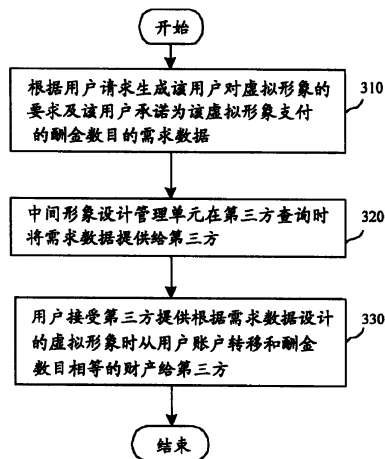 开始
根据用户请求生成该用户对虚拟形象的
要求及该用户承诺为该虚拟形象支付
的酬金数目的需求数据
310
中间形象设计管理单元在第三方查询时
将需求数据提供给第三方
320
用户接受第三方提供根据需求数据设计
的虚拟形象时从用户账户转移和酬金
数目相等的财产给第三方
330
结束